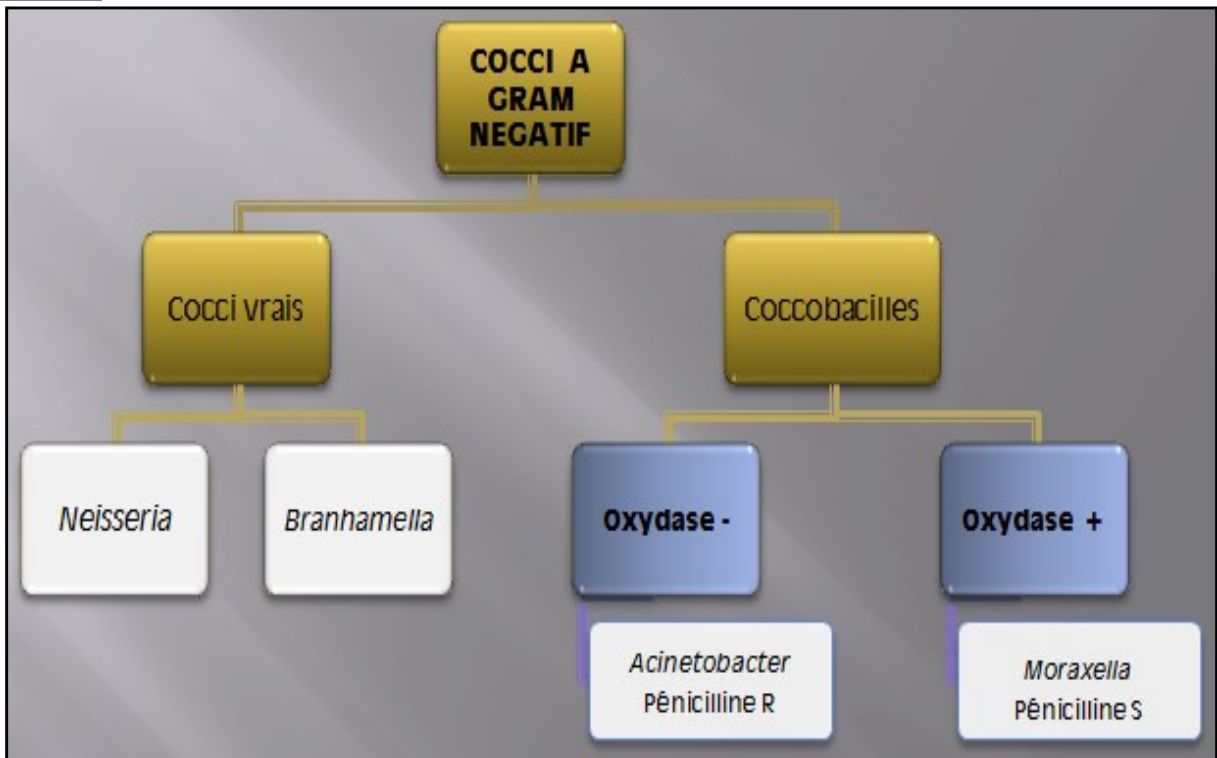 COCCI A
GRAM
NEGATIF
Cocci vrais
Coccobacilles
Neisseria
Branhamella
Oxydase -
Oxydase +
Acinetobacter
Pénicilline R
Moraxella
Pénicilline S